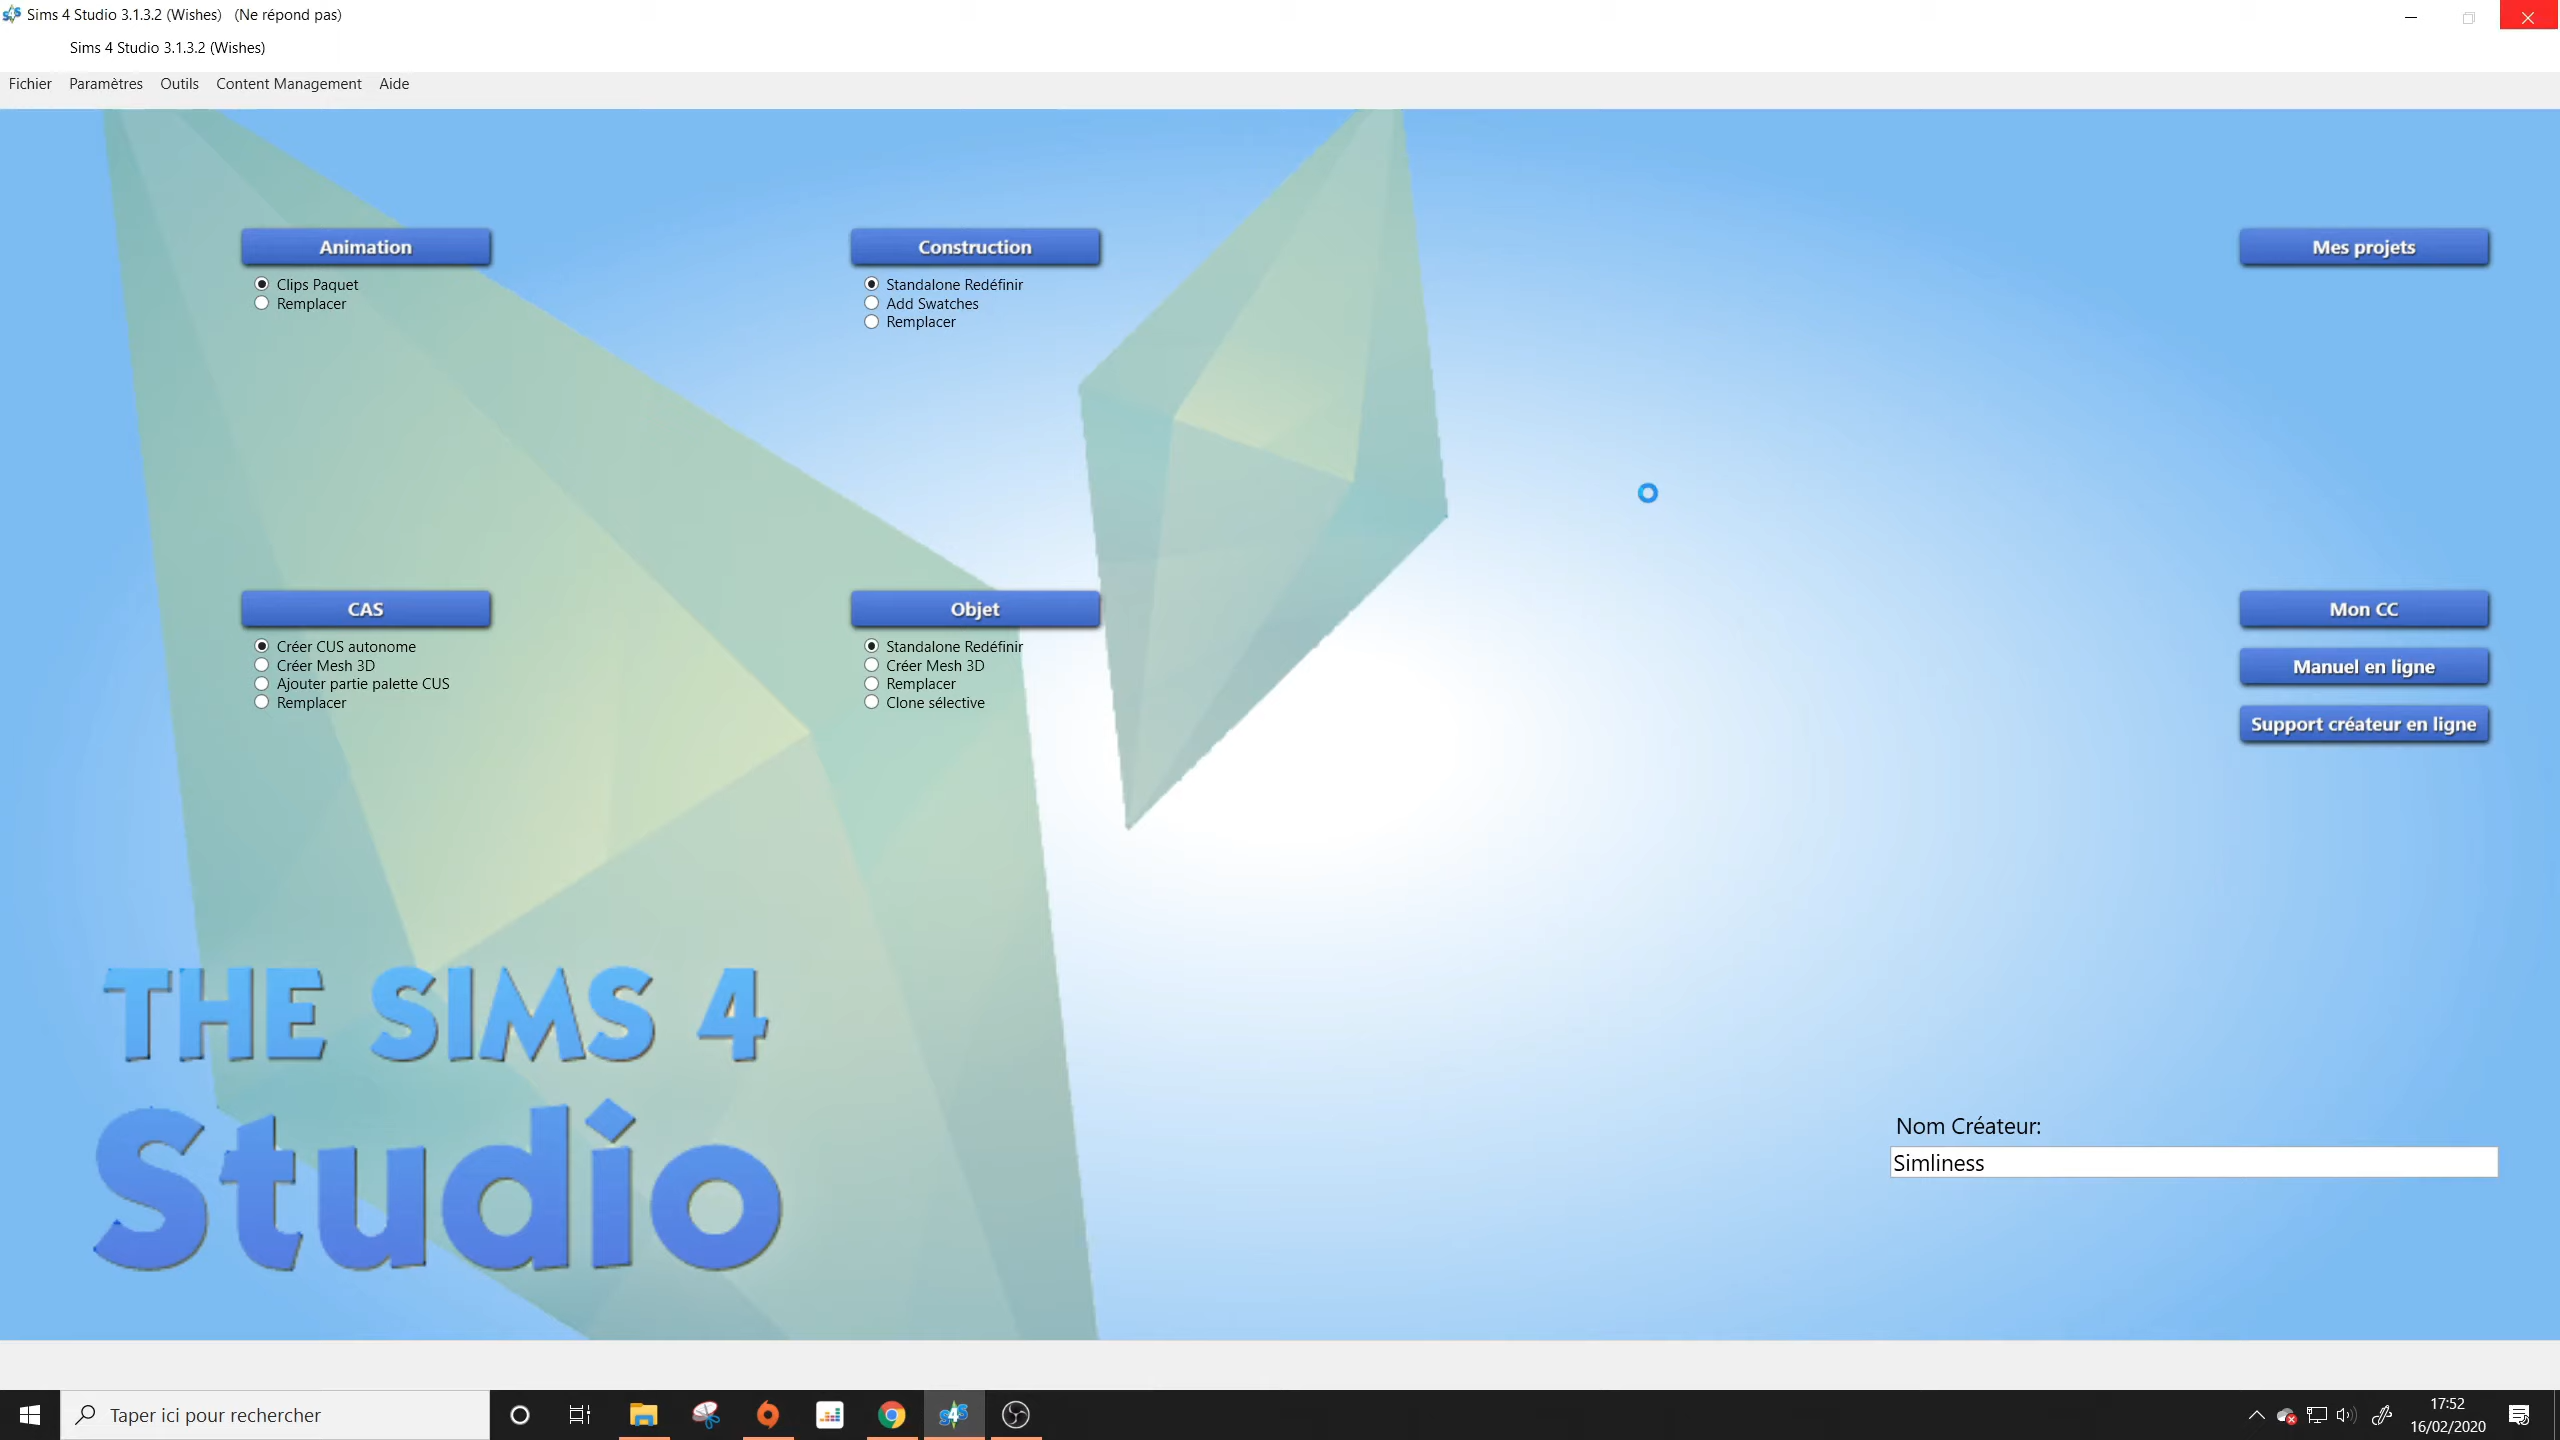 Sims 4 Studio 3.1.3.2 (Wishes) (Ne répond pas)
Sims 4 Studio 3.1.3.2 (Wishes)
Fichier Paramètres Outils Content Management Aide
Animation
Clips Paquet
Remplacer
Construction
Standalone Redéfinir
Add Swatches
Remplacer
Mes projets
CAS
Créer CUS autonome
Créer Mesh 3D
Ajouter partie palette CUS
Remplacer
Objet
Standalone Redéfinir
Créer Mesh 3D
Remplacer
Clone sélective
Mon CC
Manuel en ligne
Support créateur en ligne
THE SIMS 4
Studio
Nom Créateur:
Simliness
Taper ici pour rechercher
17:52
16/02/2020